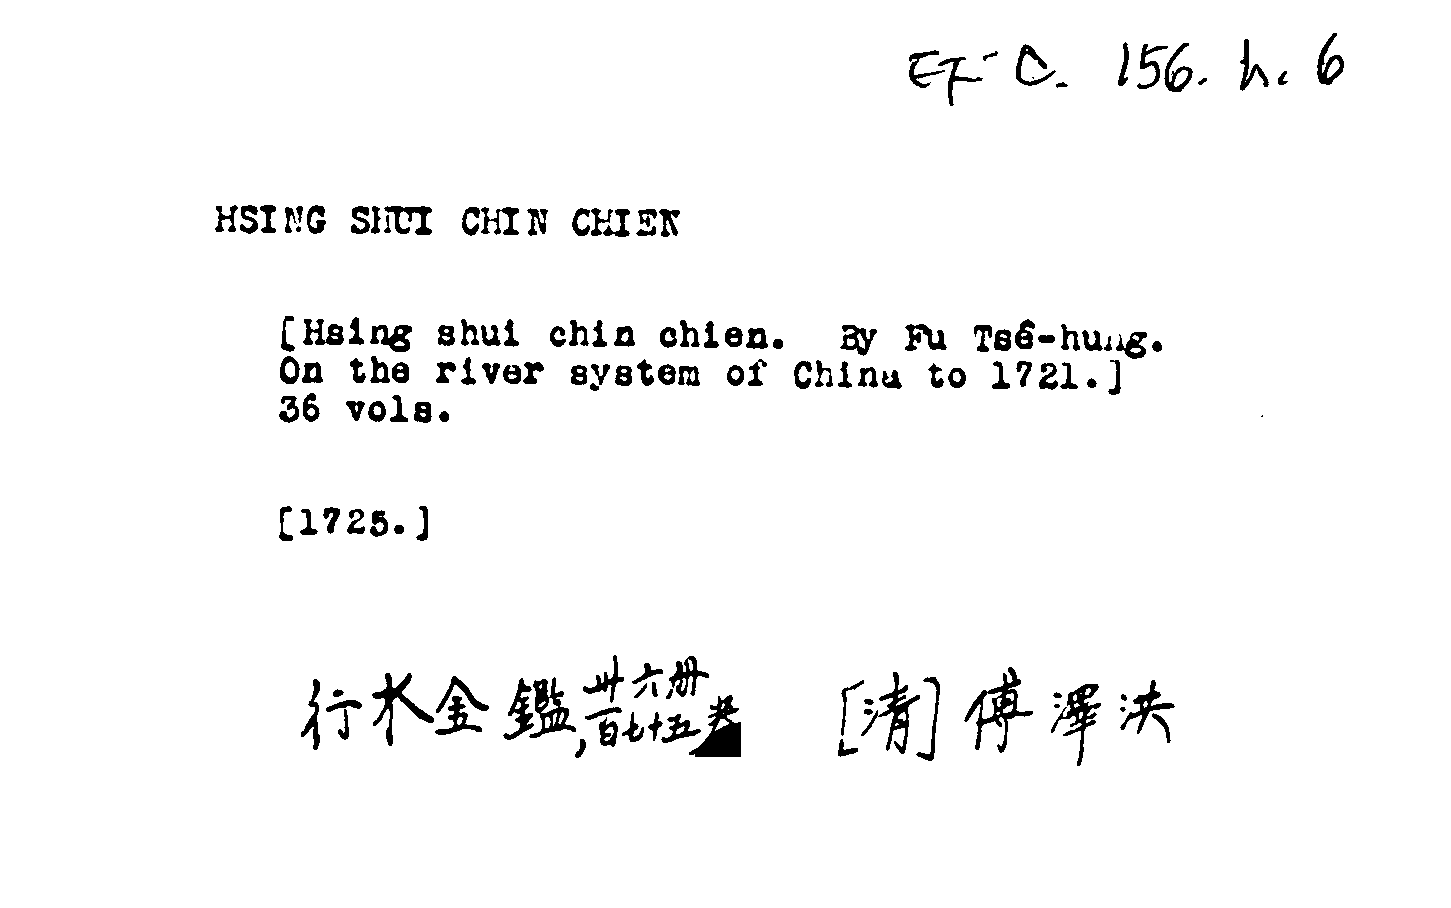 C. 156. h. 6
HSING SHUI CHIN CHIEN
[Hsing shui chin chien. By Fu Tsê-hung.
On the river system of China to 1721.]
36 vols.
[1725.]
行水金鑑, 卅六册 [清] 傅澤洪
百七十五